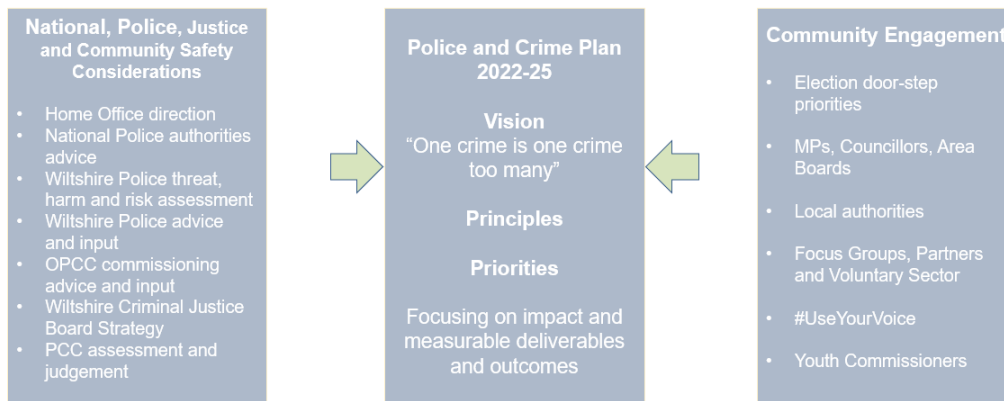 National, Police, Justice
and Community Safety
Considerations
• Home Office direction
• National Police authorities
advice
• Wiltshire Police threat,
harm and risk assessment
• Wiltshire Police advice
and input
• OPCC commissioning
advice and input
• Wiltshire Criminal Justice
Board Strategy
• PCC assessment and
judgement
Police and Crime Plan
2022-25
Vision
“One crime is one crime
too many”
Principles
Priorities
Focusing on impact and
measurable deliverables
and outcomes
Community Engagement
• Election door-step
priorities
• MPs, Councillors, Area
Boards
• Local authorities
• Focus Groups, Partners
and Voluntary Sector
• #UseYourVoice
• Youth Commissioners